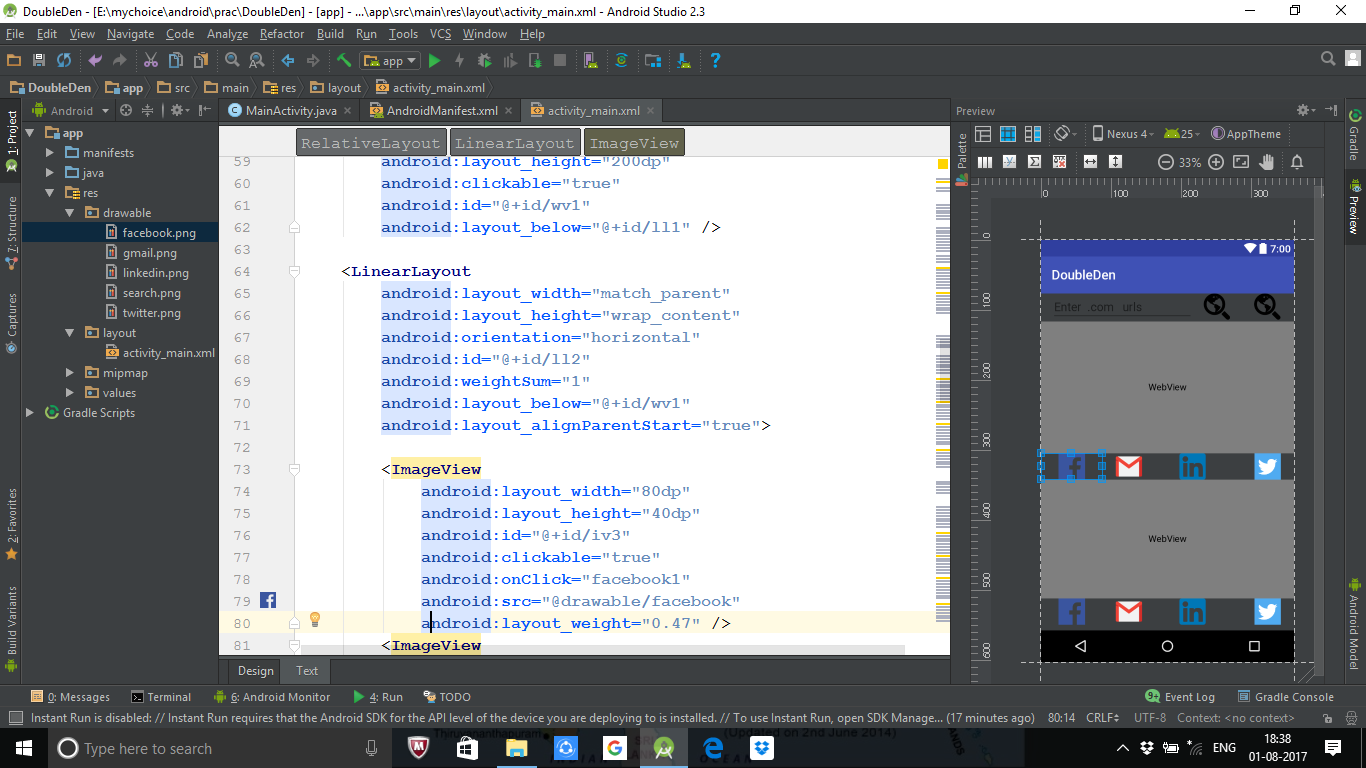 DoubleDen - [E:\mychoice\android\prac\DoubleDen] - [app] - ...\app\src\main\res\layout\activity_main.xml - Android Studio 2.3
File Edit View Navigate Code Analyze Refactor Build Run Tools VCS Window Help
app
DoubleDen app src main res layout activity_main.xml
Android
MainActivity.java AndroidManifest.xml activity_main.xml
Preview
1: Project
7: Structure
Captures
2: Favorites
Build Variants
app
manifests
java
res
drawable
facebook.png
gmail.png
linkedin.png
search.png
twitter.png
layout
activity_main.xml
mipmap
values
Gradle Scripts
RelativeLayout LinearLayout ImageView
59 android:layout_height="200dp"
60 android:clickable="true"
61 android:id="@+id/wv1"
62 android:layout_below="@+id/ll1" />
63
64 <LinearLayout
65 android:layout_width="match_parent"
66 android:layout_height="wrap_content"
67 android:orientation="horizontal"
68 android:id="@+id/ll2"
69 android:weightSum="1"
70 android:layout_below="@+id/wv1"
71 android:layout_alignParentStart="true">
72
73 <ImageView
74 android:layout_width="80dp"
75 android:layout_height="40dp"
76 android:id="@+id/iv3"
77 android:clickable="true"
78 android:onClick="facebook1"
79 android:src="@drawable/facebook"
80 android:layout_weight="0.47" />
81 <ImageView
Design Text
Palette
Nexus 4 25 AppTheme
33%
0 100 200 300
0
100
200
300
400
500
600
7:00
DoubleDen
Enter .com urls
WebView
WebView
Gradle
Preview
Android Model
0: Messages Terminal 6: Android Monitor 4: Run TODO Event Log Gradle Console
Instant Run is disabled: // Instant Run requires that the Android SDK for the API level of the device you are deploying to is installed. // To use Instant Run, open SDK Manage... (17 minutes ago) 80:14 CRLF UTF-8 Context: <no context>
Type here to search
(Updated on 2nd June 2014)
ENG
18:38
01-08-2017